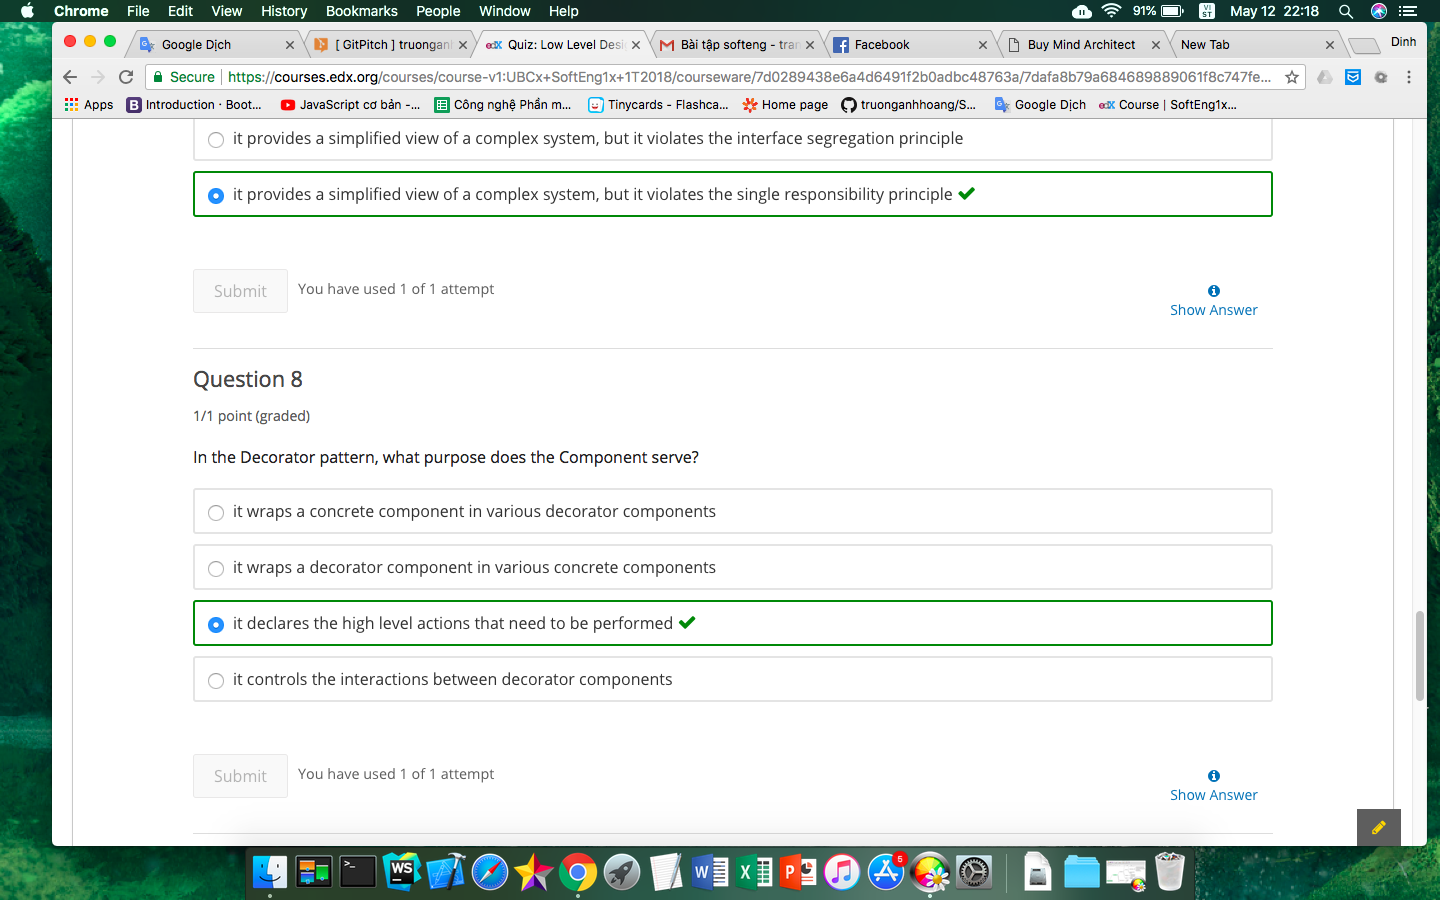 Chrome File Edit View History Bookmarks People Window Help 91% VI ST May 12 22:18
Google Dịch [ GitPitch ] truongan edX Quiz: Low Level Desi Bài tập softeng - tran Facebook Buy Mind Architect New Tab Dinh
Secure https://courses.edx.org/courses/course-v1:UBCx+SoftEng1x+1T2018/courseware/7d0289438e6a4d6491f2b0adbc48763a/7dafa8b79a684689889061f8c747fe...
Apps B Introduction · Boot... JavaScript cơ bản -... Công nghệ Phần m... Tinycards - Flashca... Home page truonganhhoang/S... Google Dịch edX Course | SoftEng1x...
it provides a simplified view of a complex system, but it violates the interface segregation principle
it provides a simplified view of a complex system, but it violates the single responsibility principle
Submit You have used 1 of 1 attempt
Show Answer
Question 8
1/1 point (graded)
In the Decorator pattern, what purpose does the Component serve?
it wraps a concrete component in various decorator components
it wraps a decorator component in various concrete components
it declares the high level actions that need to be performed
it controls the interactions between decorator components
Submit You have used 1 of 1 attempt
Show Answer
>_ WS W X P 5